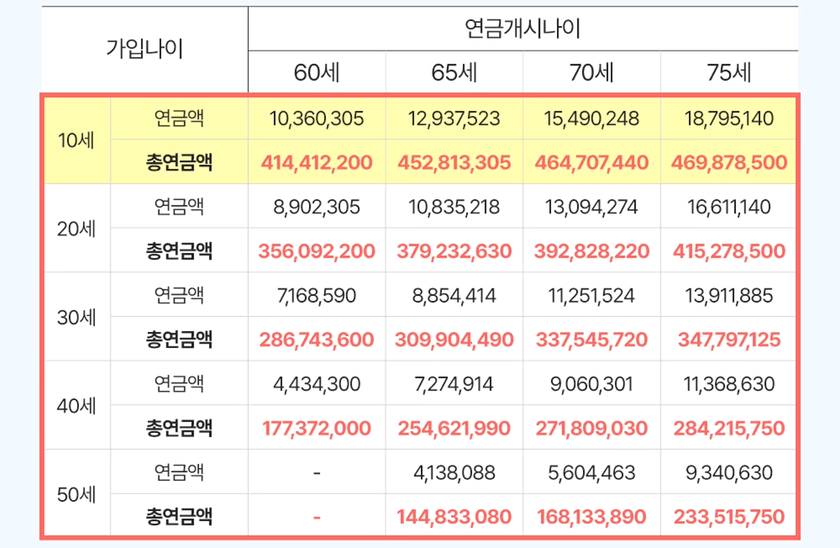 가입나이 연금개시나이
60세 65세 70세 75세
10세 연금액 10,360,305 12,937,523 15,490,248 18,795,140
총연금액 414,412,200 452,813,305 464,707,440 469,878,500
20세 연금액 8,902,305 10,835,218 13,094,274 16,611,140
총연금액 356,092,200 379,232,630 392,828,220 415,278,500
30세 연금액 7,168,590 8,854,414 11,251,524 13,911,885
총연금액 286,743,600 309,904,490 337,545,720 347,797,125
40세 연금액 4,434,300 7,274,914 9,060,301 11,368,630
총연금액 177,372,000 254,621,990 271,809,030 284,215,750
50세 연금액 - 4,138,088 5,604,463 9,340,630
총연금액 - 144,833,080 168,133,890 233,515,750